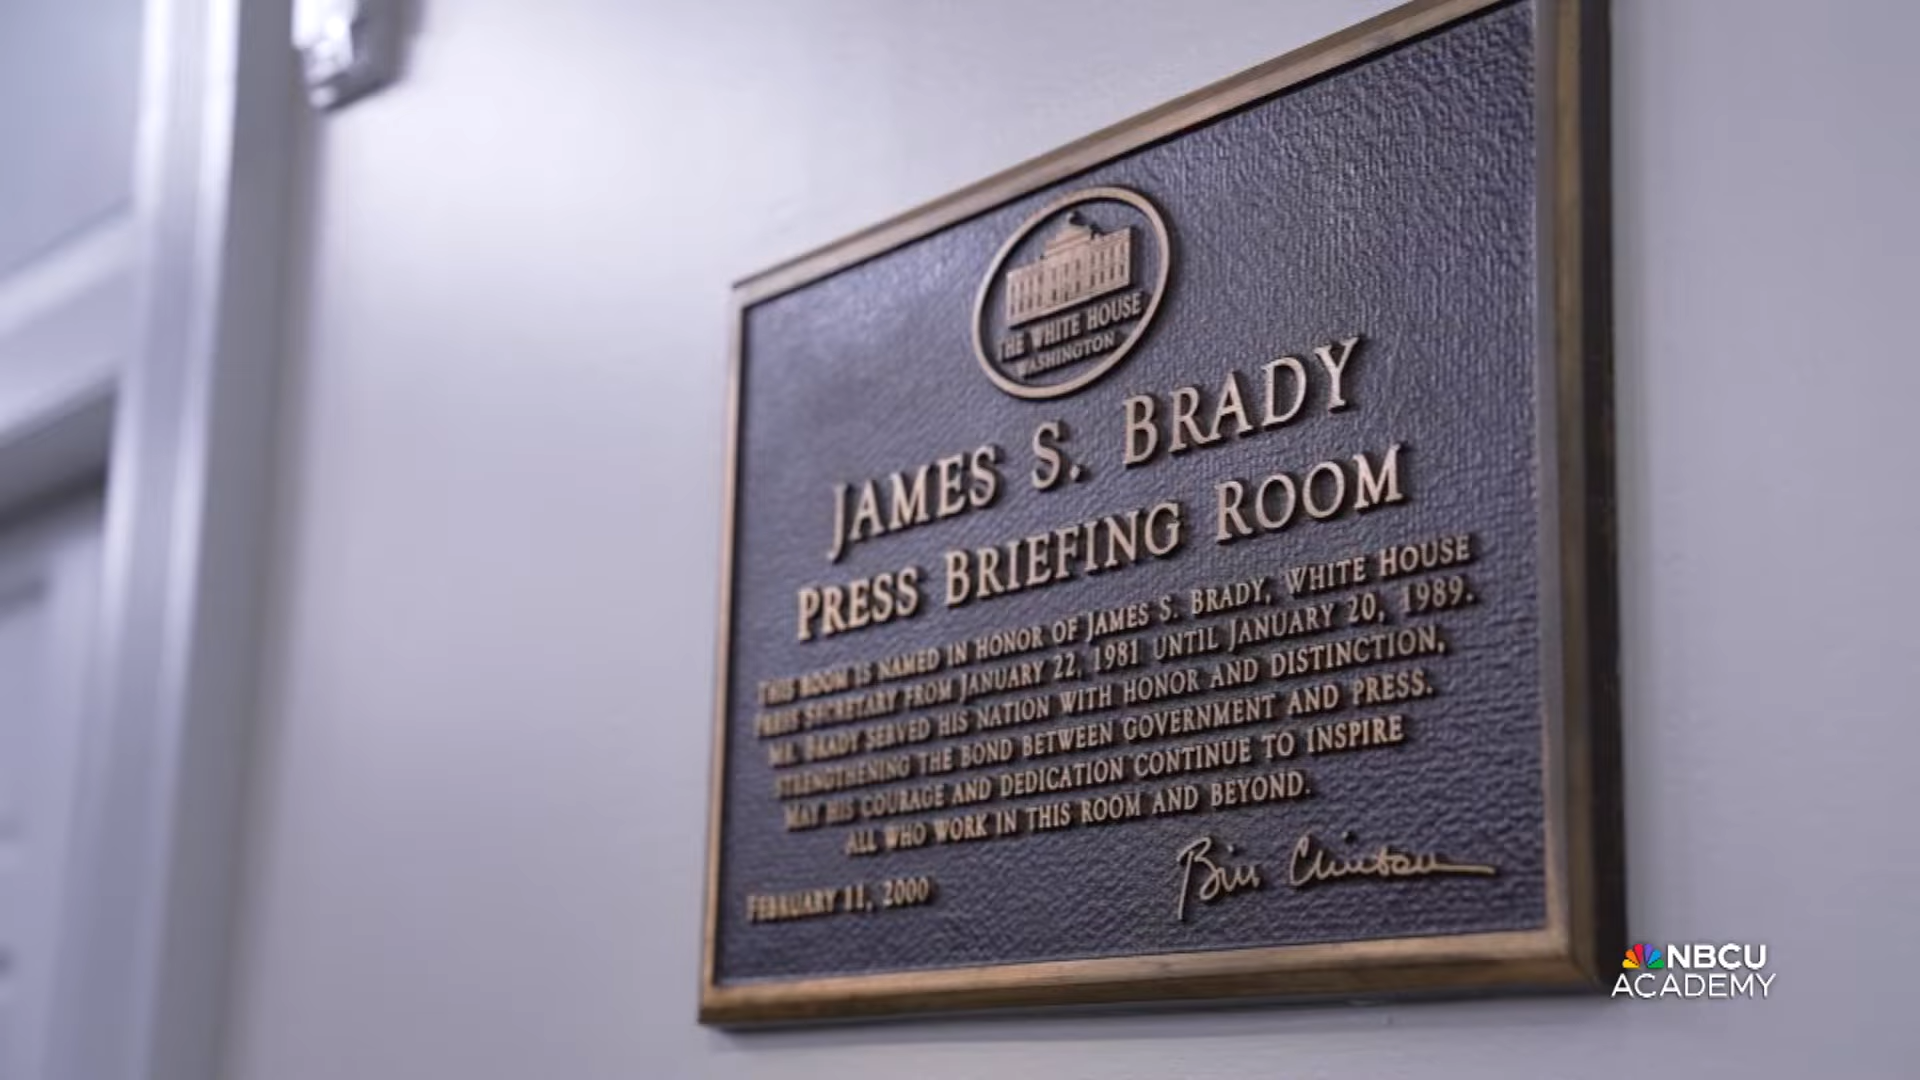 THE WHITE HOUSE
WASHINGTON
JAMES S. BRADY
PRESS BRIEFING ROOM
THIS ROOM IS NAMED IN HONOR OF JAMES S. BRADY, WHITE HOUSE
PRESS SECRETARY FROM JANUARY 22, 1981 UNTIL JANUARY 20, 1989.
MR. BRADY SERVED HIS NATION WITH HONOR AND DISTINCTION,
STRENGTHENING THE BOND BETWEEN GOVERNMENT AND PRESS.
MAY HIS COURAGE AND DEDICATION CONTINUE TO INSPIRE
ALL WHO WORK IN THIS ROOM AND BEYOND.
FEBRUARY 11, 2000
Bill Clinton
NBCU
ACADEMY